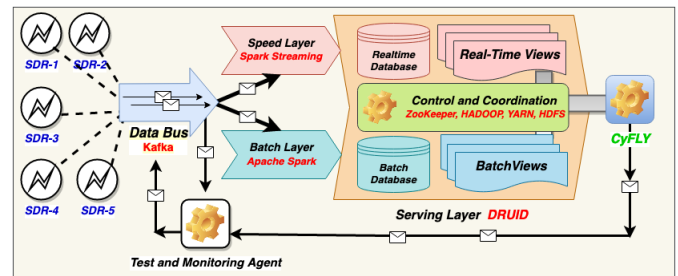 SDR-1
SDR-2
SDR-3
SDR-4
SDR-5
Data Bus
Kafka
Speed Layer
Spark Streaming
Batch Layer
Apache Spark
Realtime
Database
Real-Time Views
Control and Coordination
ZooKeeper, HADOOP, YARN, HDFS
Batch
Database
BatchViews
CyFLY
Serving Layer DRUID
Test and Monitoring Agent